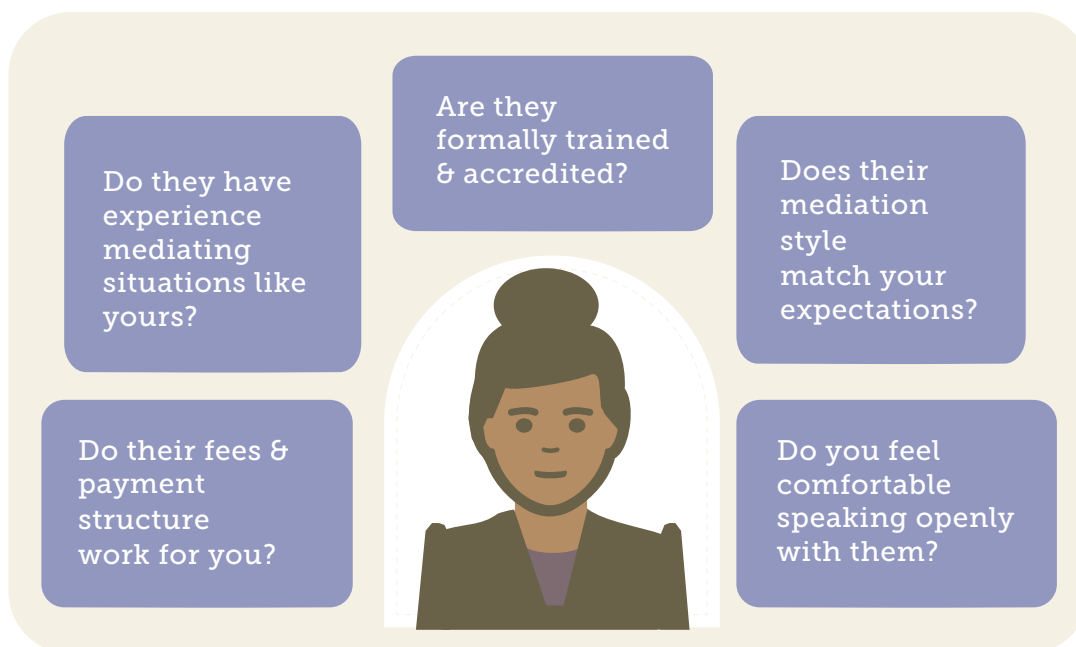 Are they
formally trained
& accredited?
Do they have
experience
mediating
situations like
yours?
Does their
mediation
style
match your
expectations?
Do their fees &
payment
structure
work for you?
Do you feel
comfortable
speaking openly
with them?